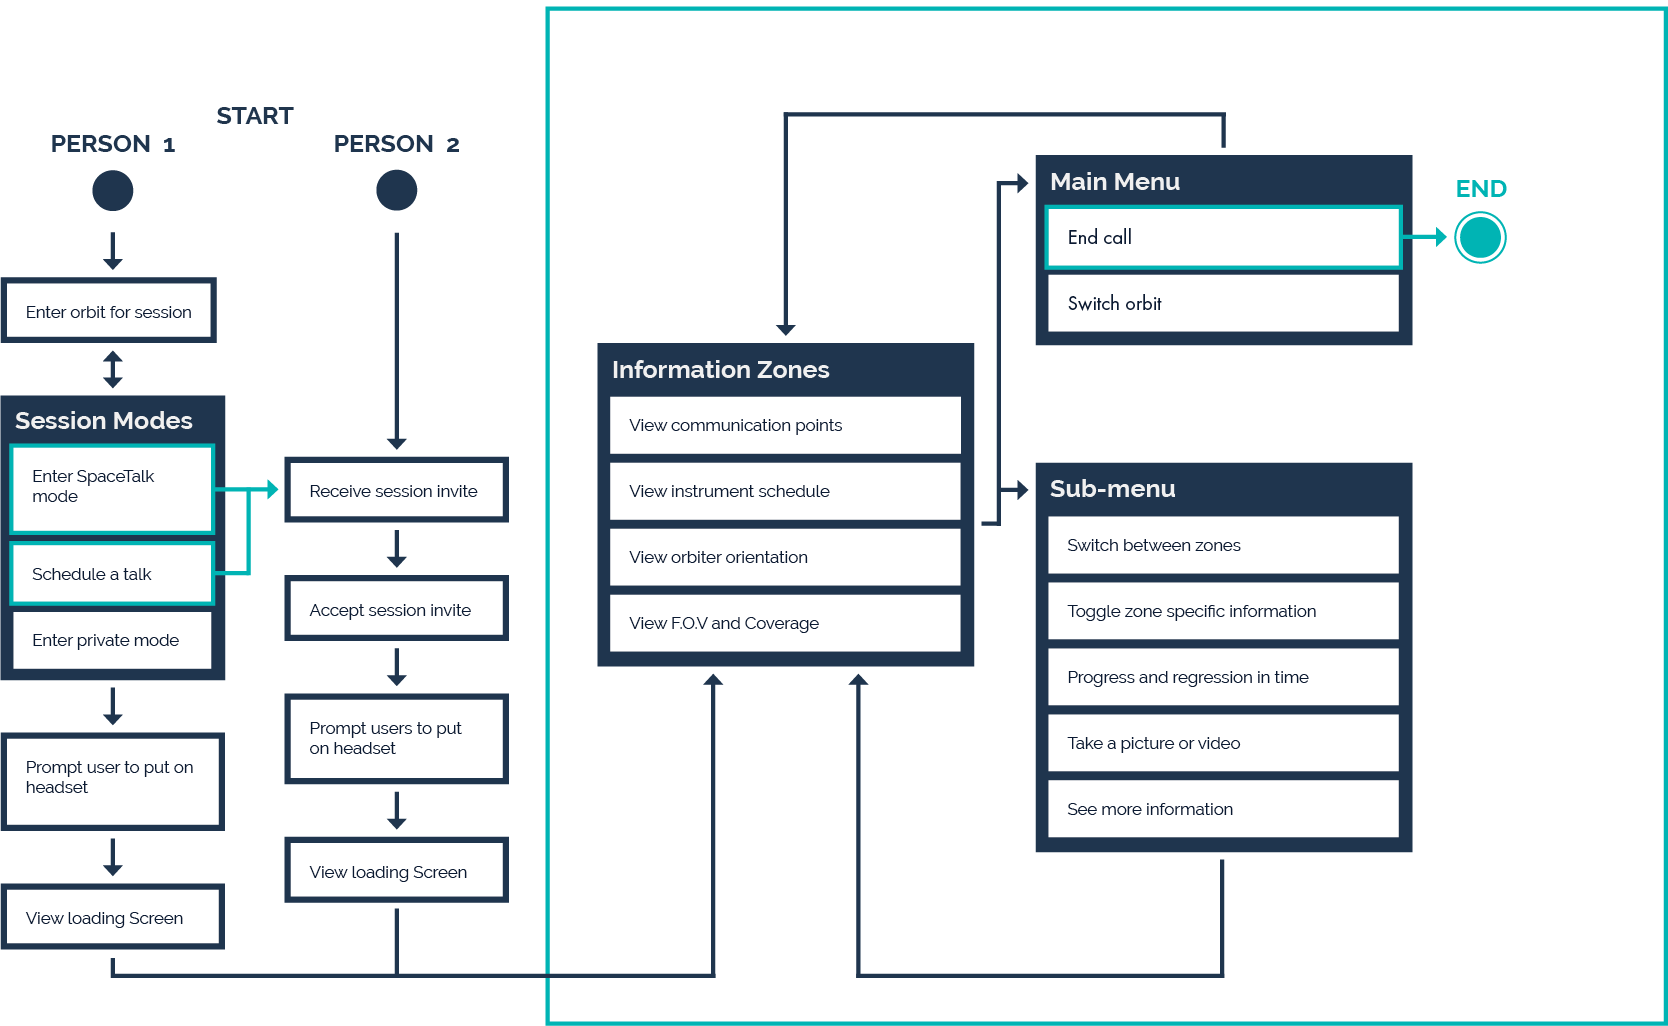 START
PERSON 1
PERSON 2
Enter orbit for session
Session Modes
Enter SpaceTalk
mode
Schedule a talk
Enter private mode
Prompt user to put on
headset
View loading Screen
Receive session invite
Accept session invite
Prompt users to put
on headset
View loading Screen
Information Zones
View communication points
View instrument schedule
View orbiter orientation
View F.O.V and Coverage
Main Menu
End call
Switch orbit
END
Sub-menu
Switch between zones
Toggle zone specific information
Progress and regression in time
Take a picture or video
See more information